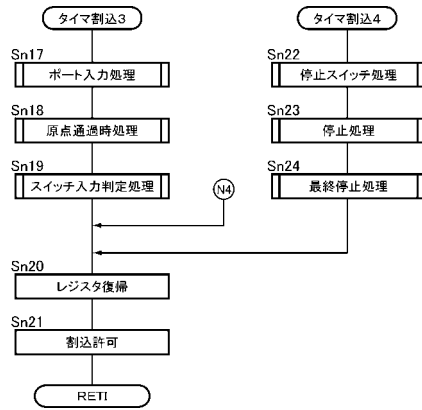 タイマ割込3
Sn17
ポート入力処理
Sn18
原点通過時処理
Sn19
スイッチ入力判定処理
N4
タイマ割込4
Sn22
停止スイッチ処理
Sn23
停止処理
Sn24
最終停止処理
Sn20
レジスタ復帰
Sn21
割込許可
RETI